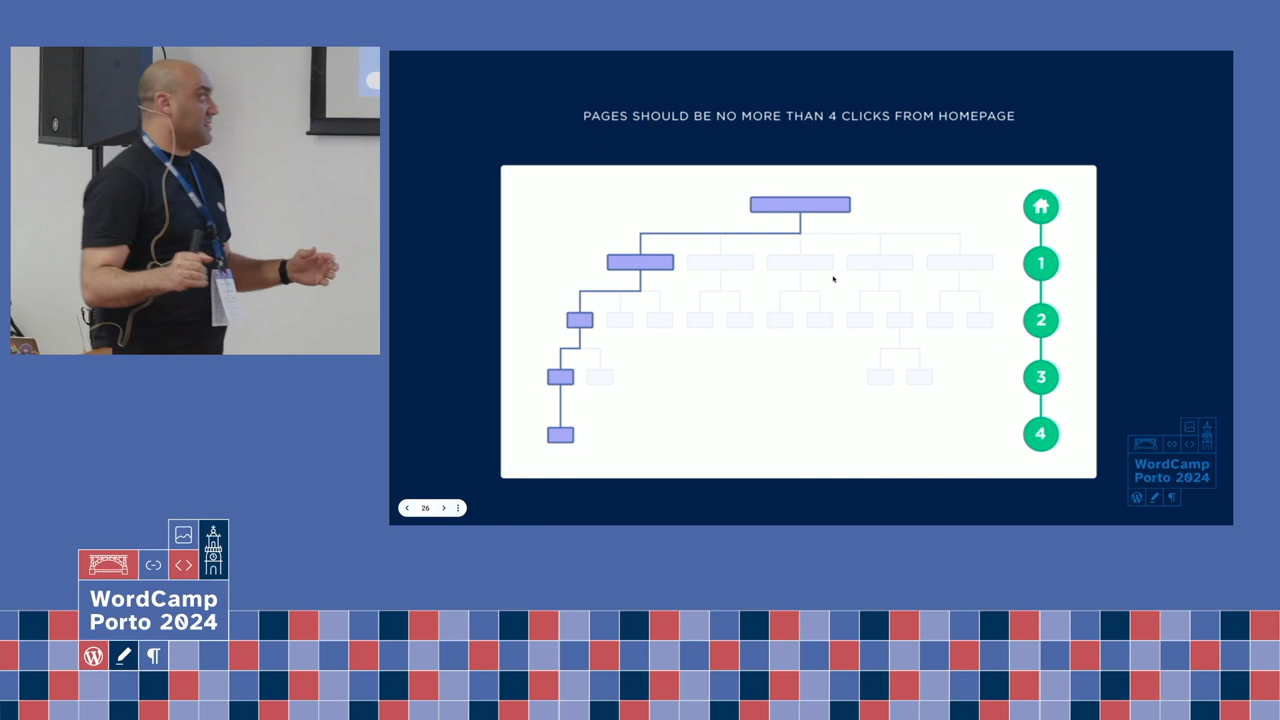 PAGES SHOULD BE NO MORE THAN 4 CLICKS FROM HOMEPAGE
1
2
3
4
26
WordCamp
Porto 2024
WordCamp
Porto 2024